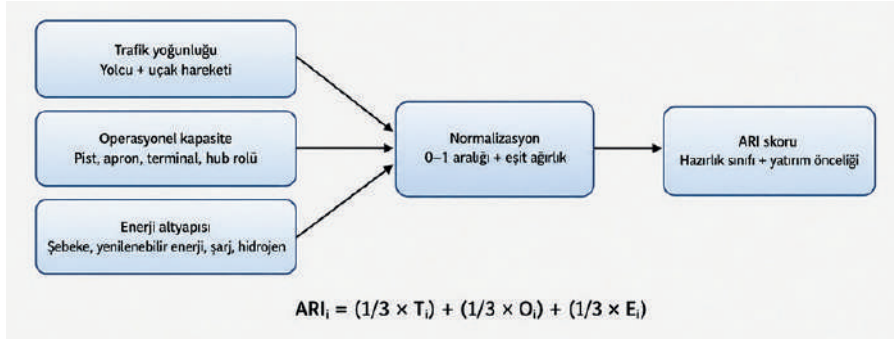 Trafik yoğunluğu
Yolcu + uçak hareketi
Operasyonel kapasite
Pist, apron, terminal, hub rolü
Enerji altyapısı
Şebeke, yenilenebilir enerji, şarj, hidrojen
Normalizasyon
0–1 aralığı + eşit ağırlık
ARI skoru
Hazırlık sınıfı + yatırım önceliği
ARIᵢ = (1/3 × Tᵢ) + (1/3 × Oᵢ) + (1/3 × Eᵢ)